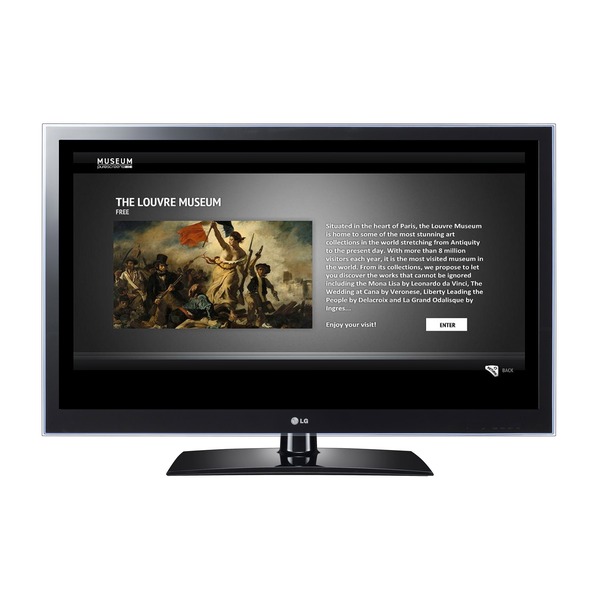 MUSEUM
THE LOUVRE MUSEUM
FREE
Situated in the heart of Paris, the Louvre Museum
is home to some of the most stunning art
collections in the world stretching from Antiquity
to the present day. With more than 8 million
visitors each year, it is the most visited museum in
the world. From its collections, we propose to let
you discover the works that cannot be ignored
including the Mona Lisa by Leonardo da Vinci, The
Wedding at Cana by Veronese, Liberty Leading the
People by Delacroix and La Grand Odalisque by
Ingres...
Enjoy your visit!
ENTER
BACK
LG